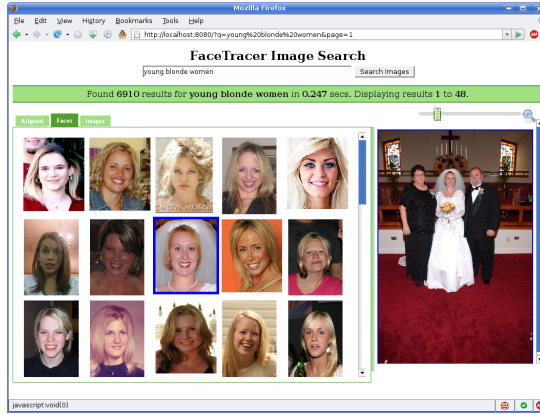 Mozilla Firefox
File Edit View History Bookmarks Tools Help
http://localhost:8080/?q=young%20blonde%20women&page=1
FaceTracer Image Search
young blonde women Search Images
Found 6910 results for young blonde women in 0.247 secs. Displaying results 1 to 48.
Aligned Faces Images
javascript:void(0)